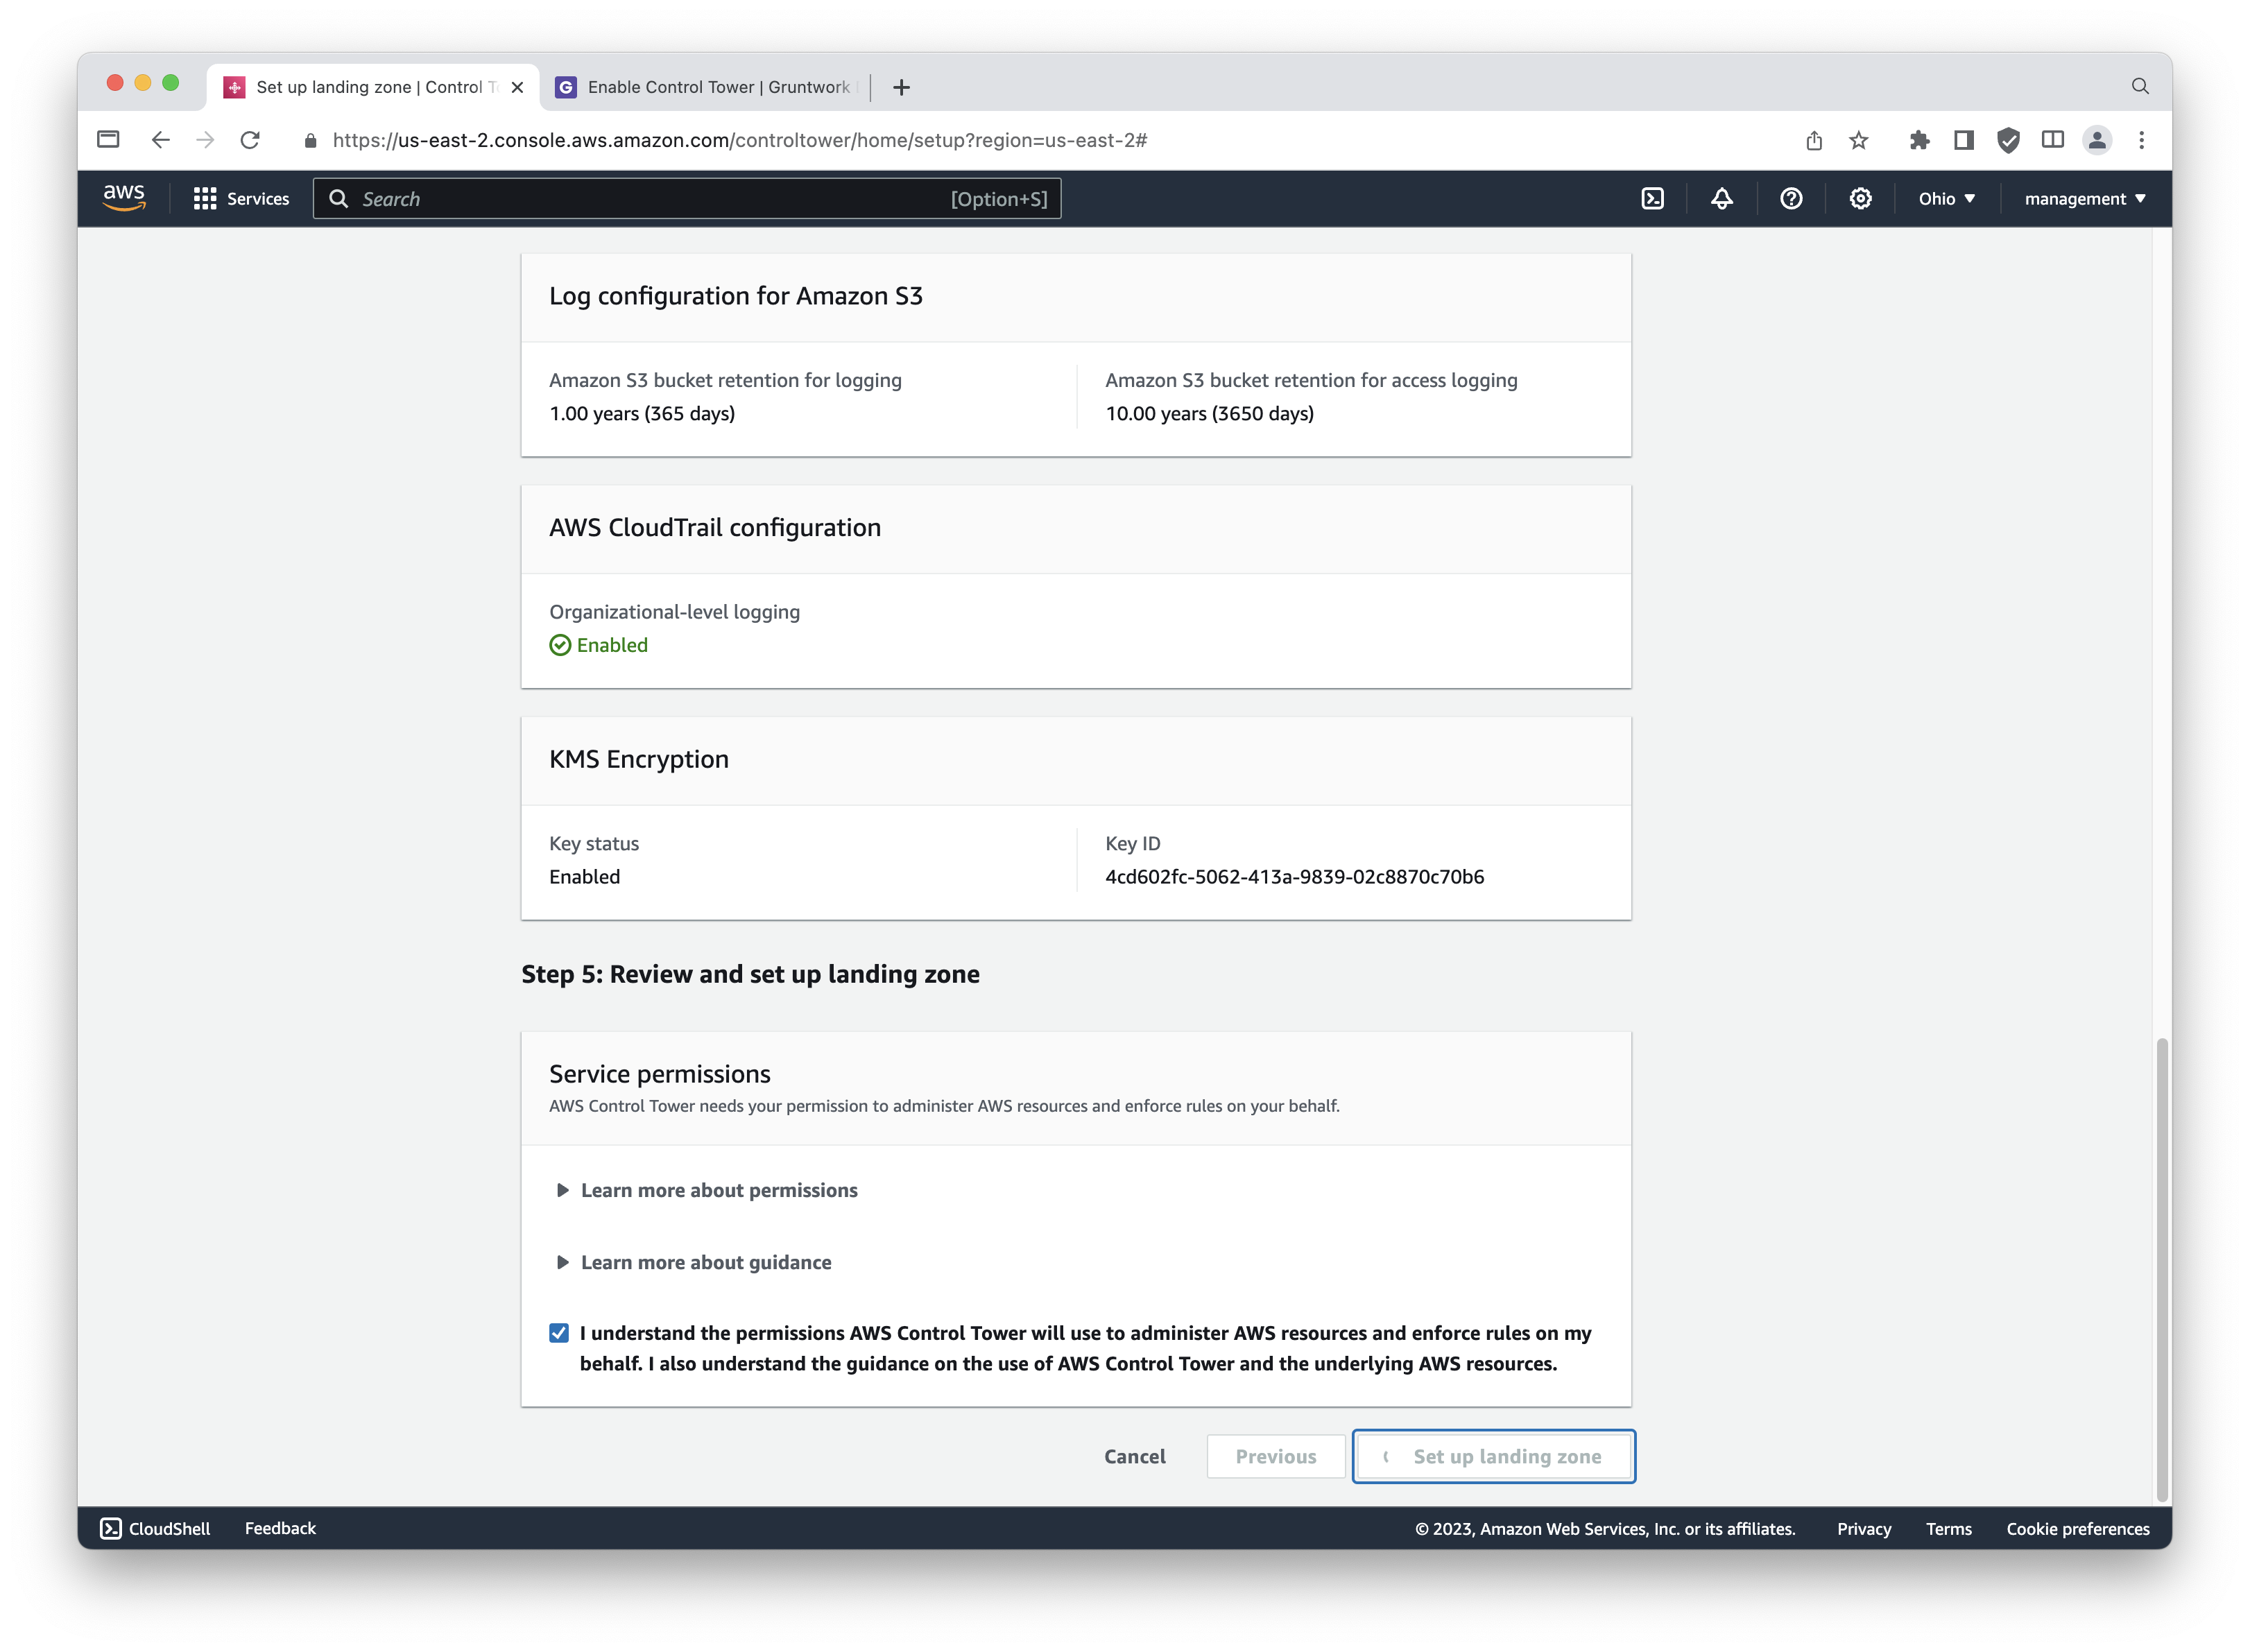 Set up landing zone | Control T
Enable Control Tower | Gruntwork
https://us-east-2.console.aws.amazon.com/controltower/home/setup?region=us-east-2#
aws
Services
Search
[Option+S]
Ohio
management
Log configuration for Amazon S3
Amazon S3 bucket retention for logging
1.00 years (365 days)
Amazon S3 bucket retention for access logging
10.00 years (3650 days)
AWS CloudTrail configuration
Organizational-level logging
Enabled
KMS Encryption
Key status
Enabled
Key ID
4cd602fc-5062-413a-9839-02c8870c70b6
Step 5: Review and set up landing zone
Service permissions
AWS Control Tower needs your permission to administer AWS resources and enforce rules on your behalf.
Learn more about permissions
Learn more about guidance
I understand the permissions AWS Control Tower will use to administer AWS resources and enforce rules on my
behalf. I also understand the guidance on the use of AWS Control Tower and the underlying AWS resources.
Cancel
Previous
Set up landing zone
CloudShell
Feedback
© 2023, Amazon Web Services, Inc. or its affiliates.
Privacy
Terms
Cookie preferences